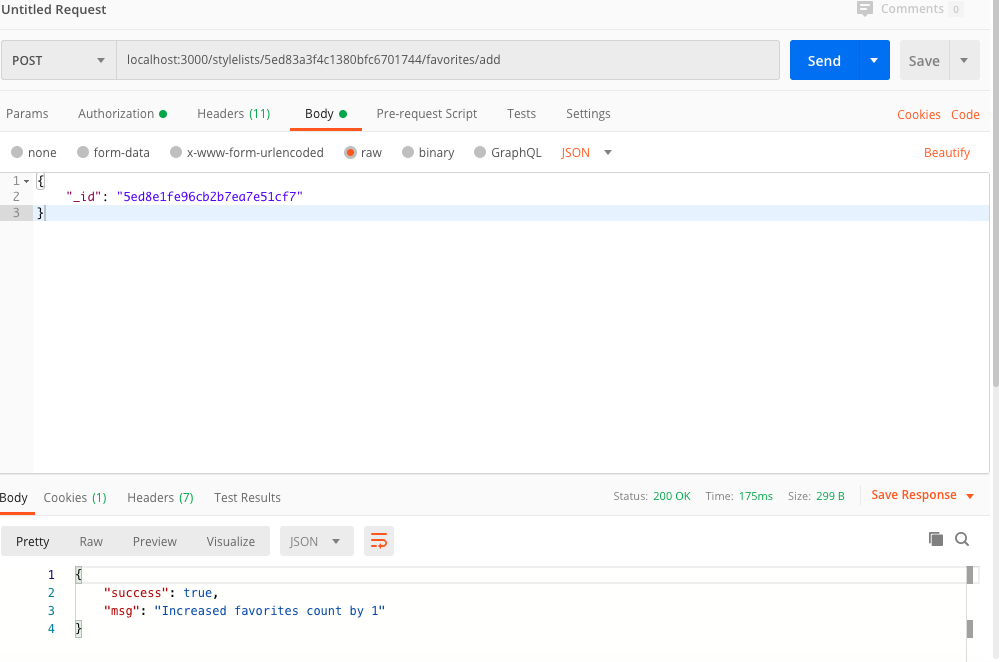 Untitled Request
Comments 0
POST localhost:3000/stylelists/5ed83a3f4c1380bfc6701744/favorites/add Send Save
Params Authorization Headers (11) Body Pre-request Script Tests Settings Cookies Code
none form-data x-www-form-urlencoded raw binary GraphQL JSON Beautify
1 {
2 "_id": "5ed8e1fe96cb2b7ea7e51cf7"
3 }
Body Cookies (1) Headers (7) Test Results Status: 200 OK Time: 175ms Size: 299 B Save Response
Pretty Raw Preview Visualize JSON
1 {
2 "success": true,
3 "msg": "Increased favorites count by 1"
4 }